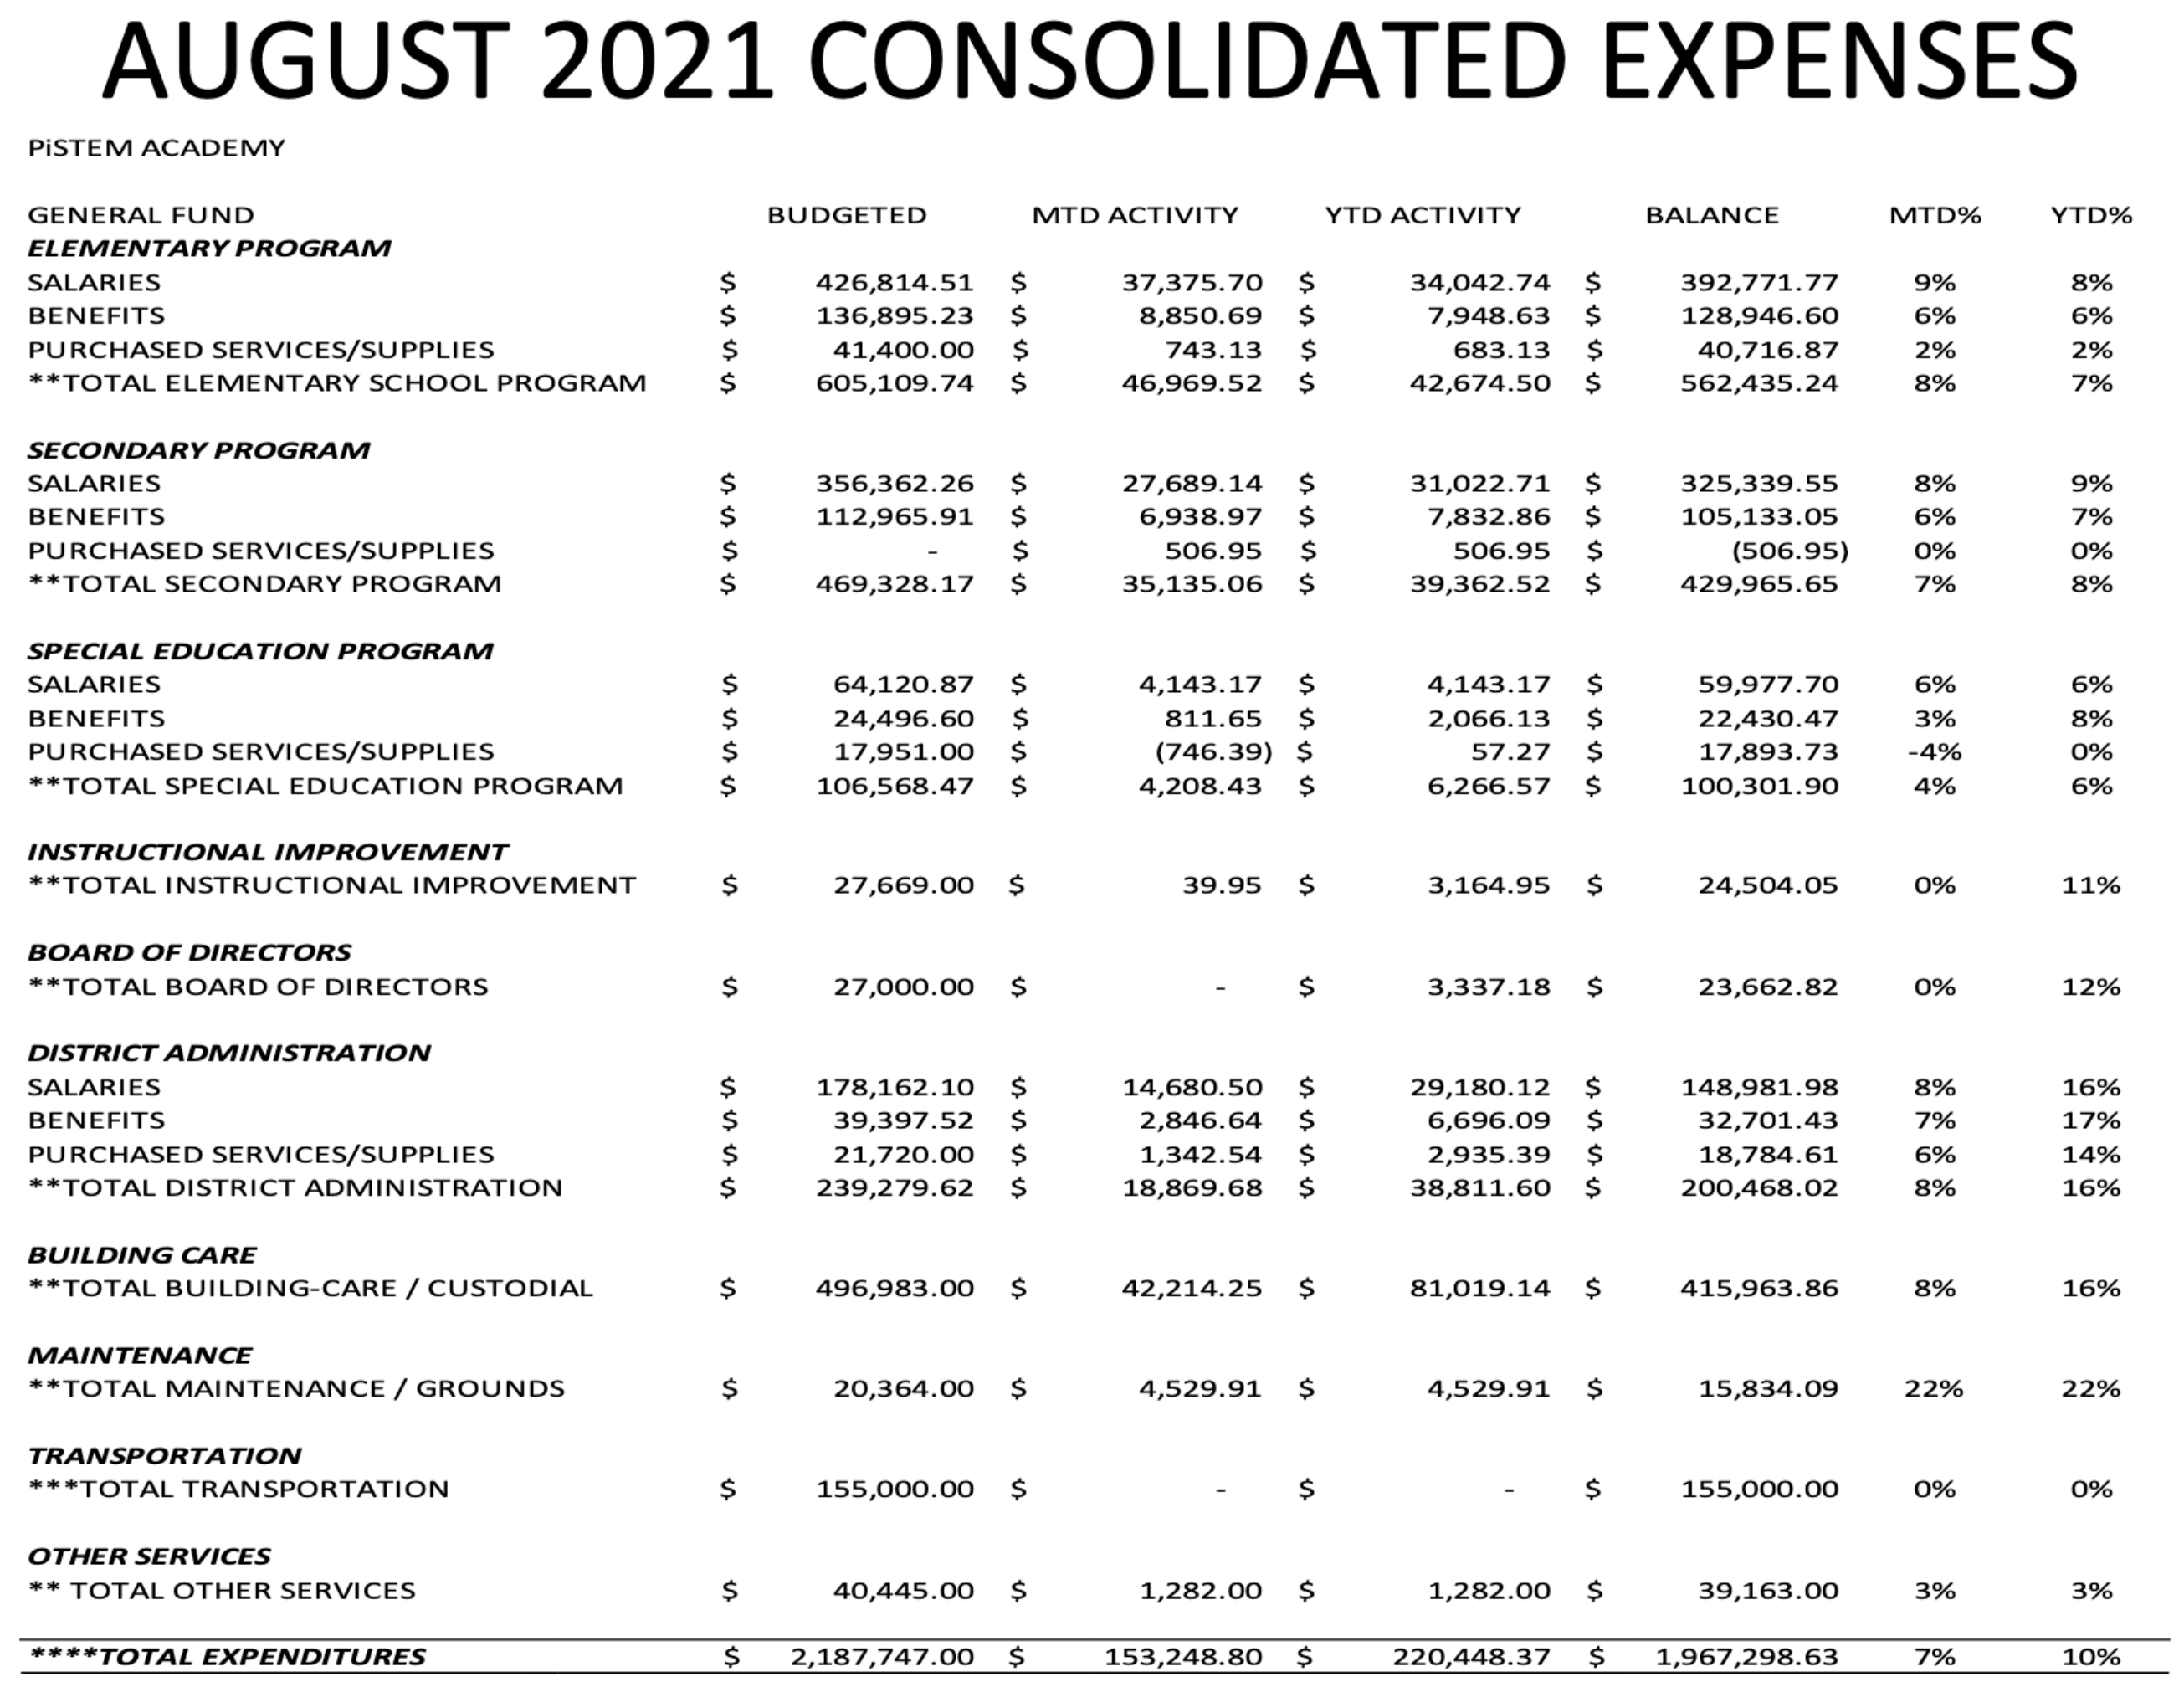 AUGUST 2021 CONSOLIDATED EXPENSES
PiSTEM ACADEMY
GENERAL FUND BUDGETED MTD ACTIVITY YTD ACTIVITY BALANCE MTD% YTD%
ELEMENTARY PROGRAM
SALARIES $ 426,814.51 $ 37,375.70 $ 34,042.74 $ 392,771.77 9% 8%
BENEFITS $ 136,895.23 $ 8,850.69 $ 7,948.63 $ 128,946.60 6% 6%
PURCHASED SERVICES/SUPPLIES $ 41,400.00 $ 743.13 $ 683.13 $ 40,716.87 2% 2%
**TOTAL ELEMENTARY SCHOOL PROGRAM $ 605,109.74 $ 46,969.52 $ 42,674.50 $ 562,435.24 8% 7%
SECONDARY PROGRAM
SALARIES $ 356,362.26 $ 27,689.14 $ 31,022.71 $ 325,339.55 8% 9%
BENEFITS $ 112,965.91 $ 6,938.97 $ 7,832.86 $ 105,133.05 6% 7%
PURCHASED SERVICES/SUPPLIES $ - $ 506.95 $ 506.95 $ (506.95) 0% 0%
**TOTAL SECONDARY PROGRAM $ 469,328.17 $ 35,135.06 $ 39,362.52 $ 429,965.65 7% 8%
SPECIAL EDUCATION PROGRAM
SALARIES $ 64,120.87 $ 4,143.17 $ 4,143.17 $ 59,977.70 6% 6%
BENEFITS $ 24,496.60 $ 811.65 $ 2,066.13 $ 22,430.47 3% 8%
PURCHASED SERVICES/SUPPLIES $ 17,951.00 $ (746.39) $ 57.27 $ 17,893.73 -4% 0%
**TOTAL SPECIAL EDUCATION PROGRAM $ 106,568.47 $ 4,208.43 $ 6,266.57 $ 100,301.90 4% 6%
INSTRUCTIONAL IMPROVEMENT
**TOTAL INSTRUCTIONAL IMPROVEMENT $ 27,669.00 $ 39.95 $ 3,164.95 $ 24,504.05 0% 11%
BOARD OF DIRECTORS
**TOTAL BOARD OF DIRECTORS $ 27,000.00 $ - $ 3,337.18 $ 23,662.82 0% 12%
DISTRICT ADMINISTRATION
SALARIES $ 178,162.10 $ 14,680.50 $ 29,180.12 $ 148,981.98 8% 16%
BENEFITS $ 39,397.52 $ 2,846.64 $ 6,696.09 $ 32,701.43 7% 17%
PURCHASED SERVICES/SUPPLIES $ 21,720.00 $ 1,342.54 $ 2,935.39 $ 18,784.61 6% 14%
**TOTAL DISTRICT ADMINISTRATION $ 239,279.62 $ 18,869.68 $ 38,811.60 $ 200,468.02 8% 16%
BUILDING CARE
**TOTAL BUILDING-CARE / CUSTODIAL $ 496,983.00 $ 42,214.25 $ 81,019.14 $ 415,963.86 8% 16%
MAINTENANCE
**TOTAL MAINTENANCE / GROUNDS $ 20,364.00 $ 4,529.91 $ 4,529.91 $ 15,834.09 22% 22%
TRANSPORTATION
***TOTAL TRANSPORTATION $ 155,000.00 $ - $ - $ 155,000.00 0% 0%
OTHER SERVICES
** TOTAL OTHER SERVICES $ 40,445.00 $ 1,282.00 $ 1,282.00 $ 39,163.00 3% 3%
****TOTAL EXPENDITURES $ 2,187,747.00 $ 153,248.80 $ 220,448.37 $ 1,967,298.63 7% 10%